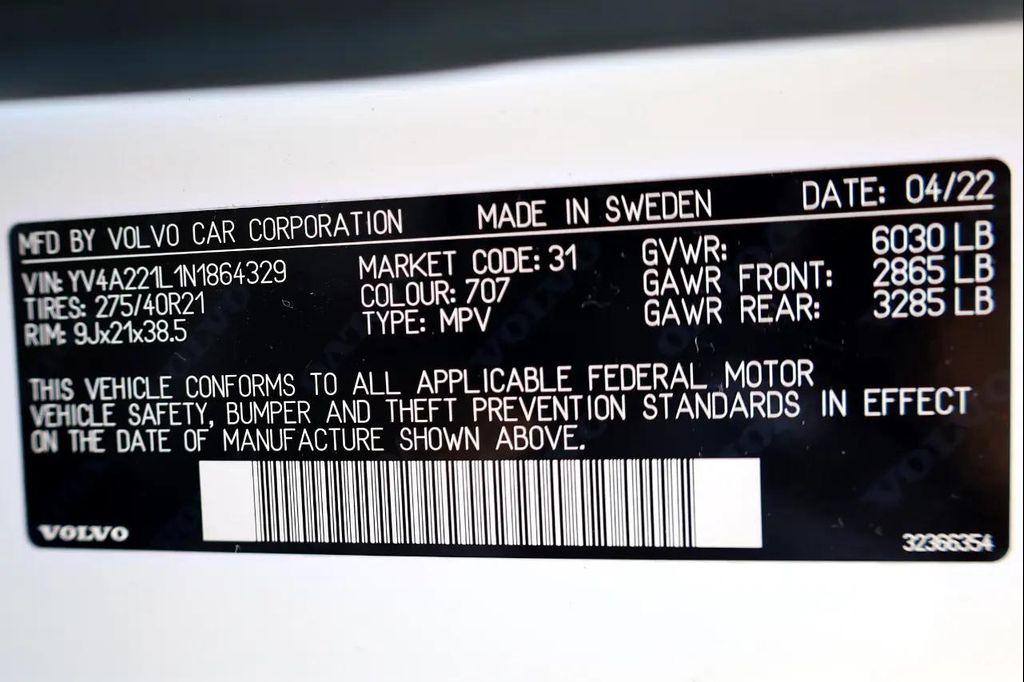 MFD BY VOLVO CAR CORPORATION MADE IN SWEDEN DATE: 04/22
VIN: YV4A221L1N1864329 MARKET CODE: 31 GVWR: 6030 LB
TIRES: 275/40R21 COLOUR: 707 GAWR FRONT: 2865 LB
RIM: 9Jx21x38.5 TYPE: MPV GAWR REAR: 3285 LB
THIS VEHICLE CONFORMS TO ALL APPLICABLE FEDERAL MOTOR
VEHICLE SAFETY, BUMPER AND THEFT PREVENTION STANDARDS IN EFFECT
ON THE DATE OF MANUFACTURE SHOWN ABOVE.
VOLVO 32366354